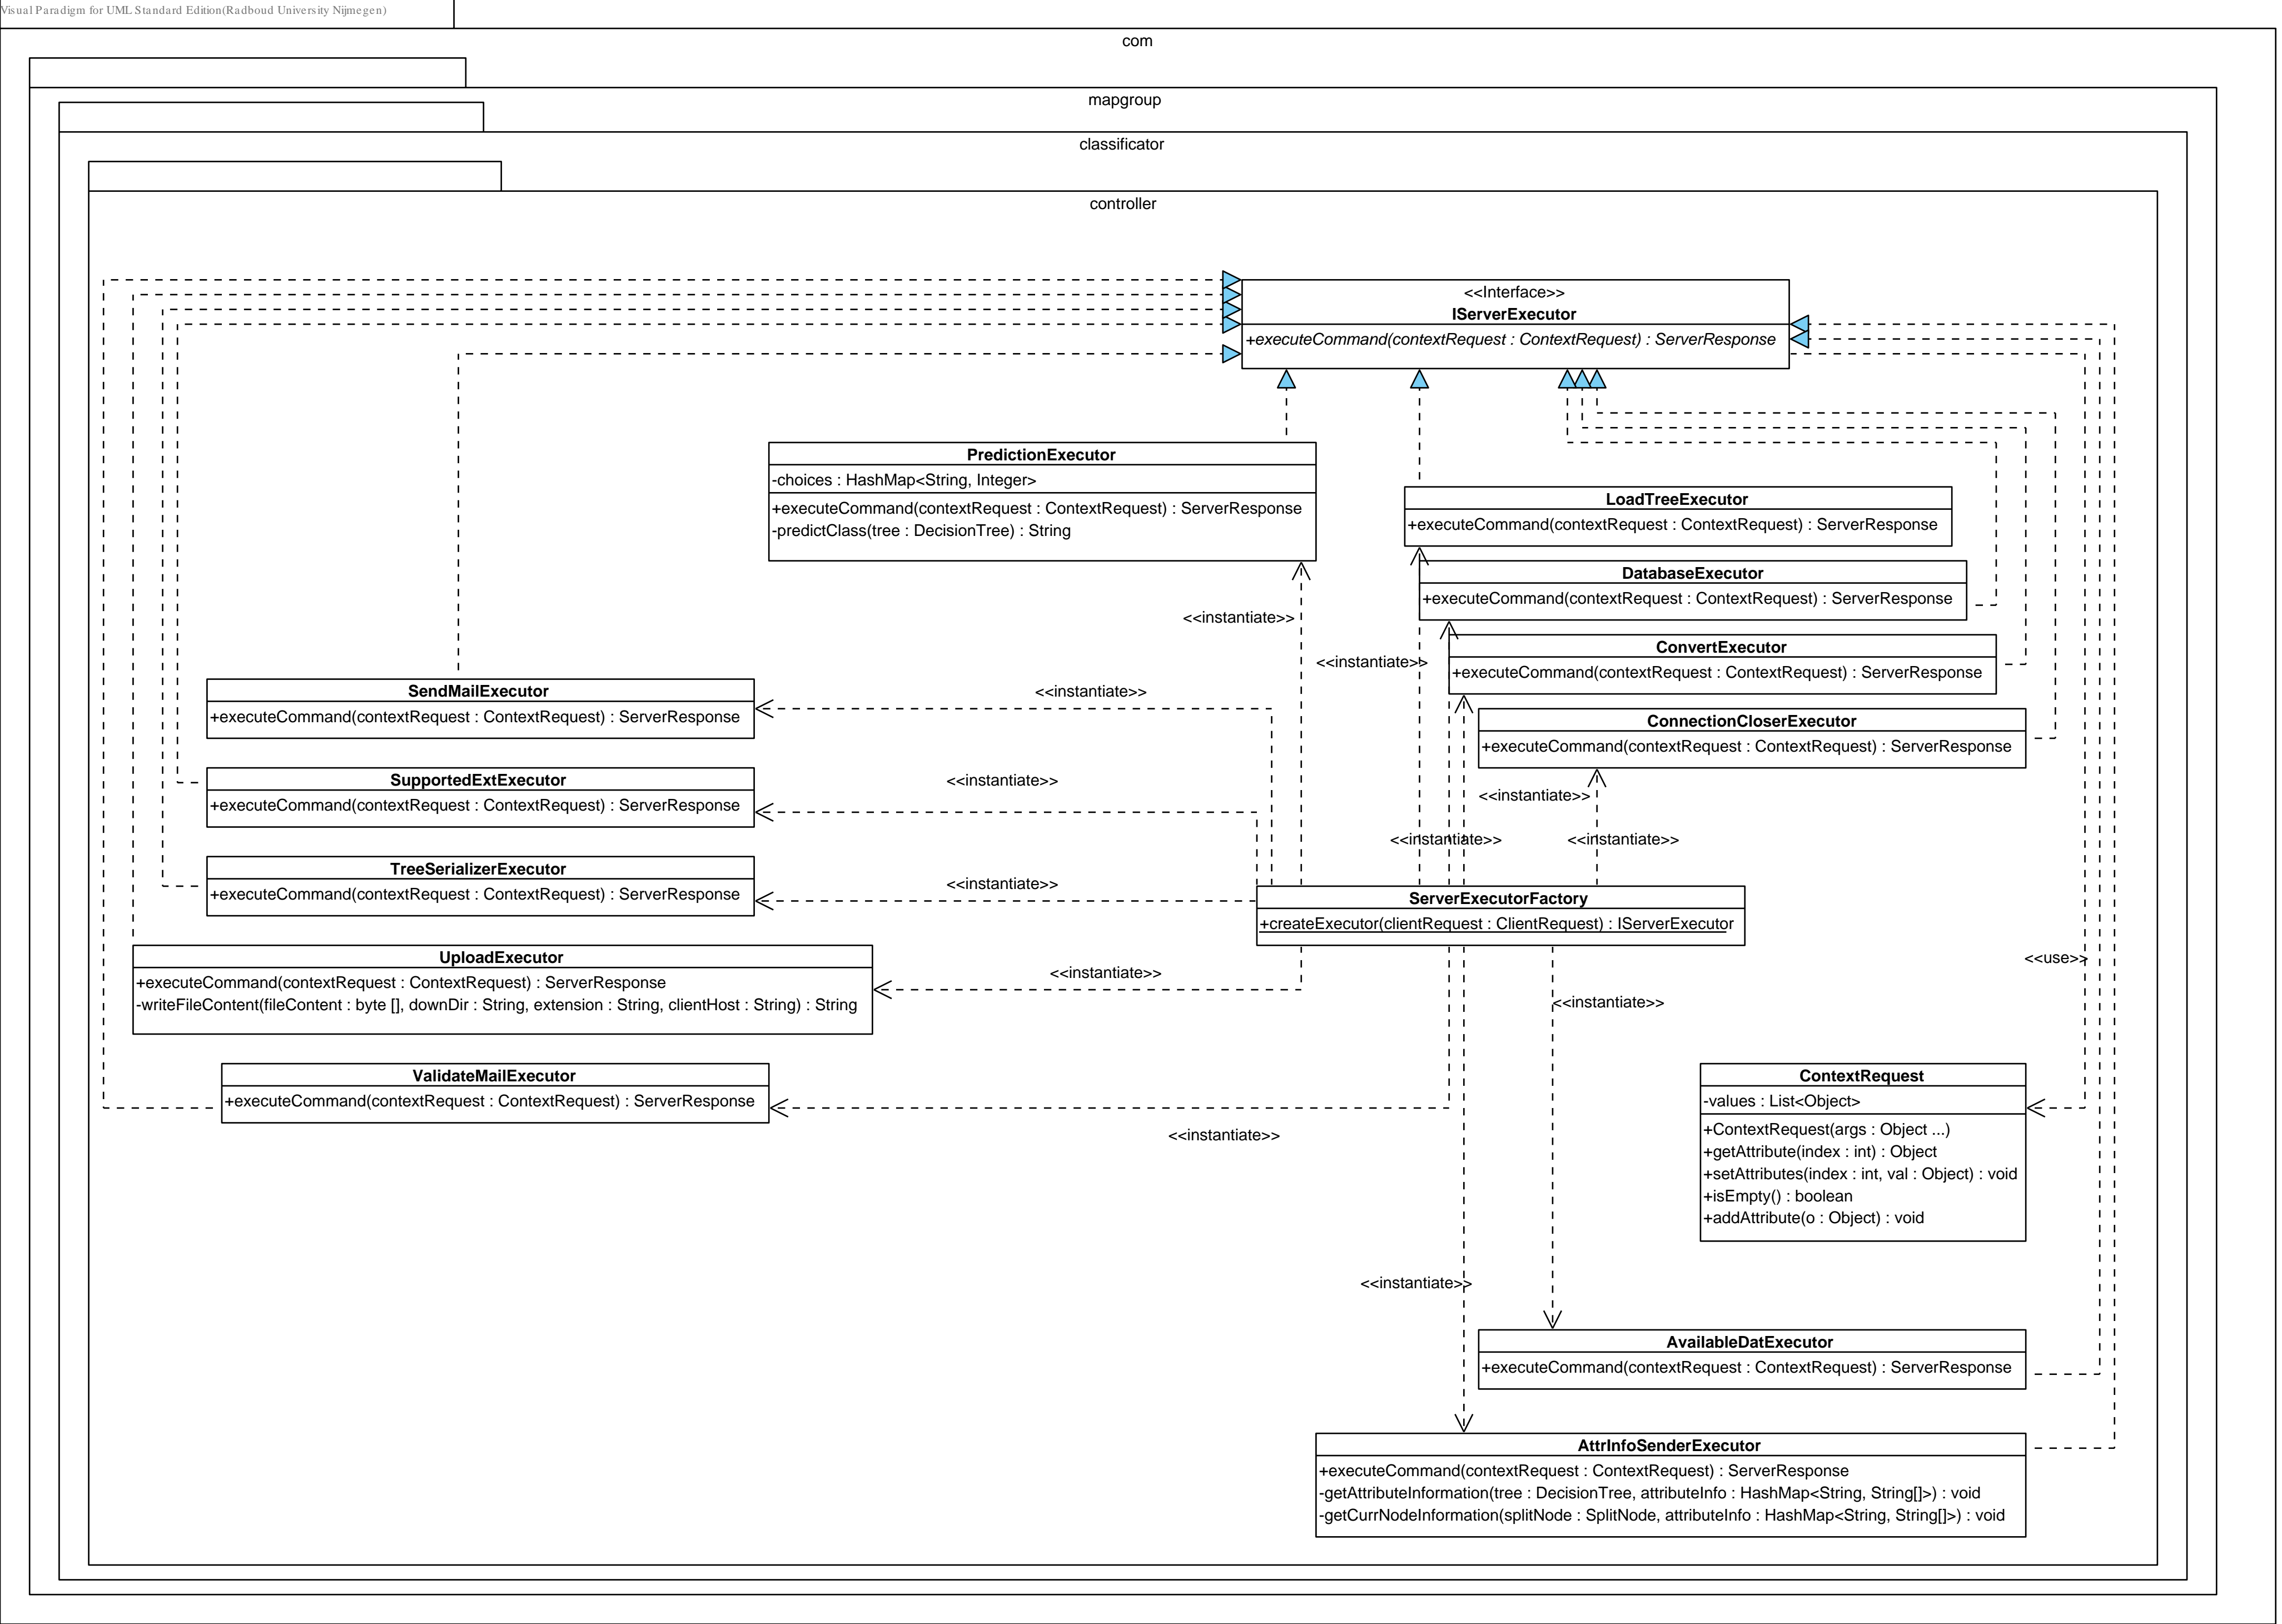 Visual Paradigm for UML Standard Edition(Radboud University Nijmegen)
com
mapgroup
classificator
controller
<<Interface>>
IServerExecutor
+executeCommand(contextRequest : ContextRequest) : ServerResponse
PredictionExecutor
-choices : HashMap<String, Integer>
+executeCommand(contextRequest : ContextRequest) : ServerResponse
-predictClass(tree : DecisionTree) : String
LoadTreeExecutor
+executeCommand(contextRequest : ContextRequest) : ServerResponse
DatabaseExecutor
+executeCommand(contextRequest : ContextRequest) : ServerResponse
<<instantiate>>
ConvertExecutor
+executeCommand(contextRequest : ContextRequest) : ServerResponse
<<instantiate>>
SendMailExecutor
+executeCommand(contextRequest : ContextRequest) : ServerResponse
<<instantiate>>
ConnectionCloserExecutor
+executeCommand(contextRequest : ContextRequest) : ServerResponse
SupportedExtExecutor
+executeCommand(contextRequest : ContextRequest) : ServerResponse
<<instantiate>>
<<instantiate>>
<<instantiate>>
<<instantiate>>
TreeSerializerExecutor
+executeCommand(contextRequest : ContextRequest) : ServerResponse
<<instantiate>>
ServerExecutorFactory
+createExecutor(clientRequest : ClientRequest) : IServerExecutor
UploadExecutor
+executeCommand(contextRequest : ContextRequest) : ServerResponse
-writeFileContent(fileContent : byte [], downDir : String, extension : String, clientHost : String) : String
<<instantiate>>
<<use>>
<<instantiate>>
ValidateMailExecutor
+executeCommand(contextRequest : ContextRequest) : ServerResponse
<<instantiate>>
ContextRequest
-values : List<Object>
+ContextRequest(args : Object ...)
+getAttribute(index : int) : Object
+setAttributes(index : int, val : Object) : void
+isEmpty() : boolean
+addAttribute(o : Object) : void
<<instantiate>>
AvailableDatExecutor
+executeCommand(contextRequest : ContextRequest) : ServerResponse
AttrInfoSenderExecutor
+executeCommand(contextRequest : ContextRequest) : ServerResponse
-getAttributeInformation(tree : DecisionTree, attributeInfo : HashMap<String, String[]>) : void
-getCurrNodeInformation(splitNode : SplitNode, attributeInfo : HashMap<String, String[]>) : void